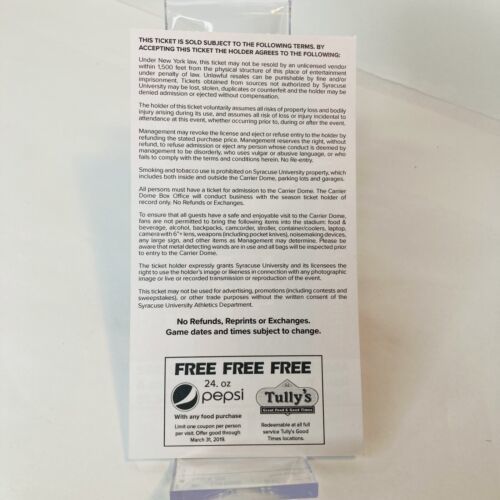 THIS TICKET IS SOLD SUBJECT TO THE FOLLOWING TERMS. BY
ACCEPTING THIS TICKET THE HOLDER AGREES TO THE FOLLOWING:
Under New York law, this ticket may not be resold by an unlicensed vendor
within 1,500 feet from the physical structure of this place of entertainment
under penalty of law. Unlawful resales can be punishable by fine and/or
imprisonment. Tickets obtained from sources not authorized by Syracuse
University may be lost, stolen, duplicates or counterfeit and the holder may be
denied admission or ejected without compensation.
The holder of this ticket voluntarily assumes all risks of property loss and bodily
injury arising during its use, and assumes all risk of loss or injury incidental to
attendance at this event, whether occurring prior to, during or after the event.
Management may revoke the license and eject or refuse entry to the holder by
refunding the stated purchase price. Management reserves the right, without
refund, to refuse admission or eject any person whose conduct is deemed by
management to be disorderly, who uses vulgar or abusive language, or who
fails to comply with the terms and conditions herein. No Re-entry.
Smoking and tobacco use is prohibited on Syracuse University property, which
includes both inside and outside the Carrier Dome, parking lots and garages.
All persons must have a ticket for admission to the Carrier Dome. The Carrier
Dome Box Office will conduct business with the season ticket holder of
record only. No Refunds or Exchanges.
To ensure that all guests have a safe and enjoyable visit to the Carrier Dome,
fans are not permitted to bring the following items into the stadium: food &
beverage, alcohol, backpacks, camcorder, stroller, container/coolers, laptop,
camera with 6"+ lens, weapons (including pocket knives), noisemaking devices,
any large sign, and other items as Management may determine. Please be
aware that metal detecting wands are in use and all bags will be inspected prior
to entry to the Carrier Dome.
The ticket holder expressly grants Syracuse University and its licensees the
right to use the holder's image or likeness in connection with any photographic
image or live or recorded transmission or reproduction of the event.
This ticket may not be used for advertising, promotions (including contests and
sweepstakes), or other trade purposes without the written consent of the
Syracuse University Athletics Department.
No Refunds, Reprints or Exchanges.
Game dates and times subject to change.
FREE FREE FREE
24. oz
pepsi
With any food purchase
Limit one coupon per person
per visit. Offer good through
March 31, 2019.
Tully's
Great Food & Good Times
Redeemable at all full
service Tully's Good
Times locations.